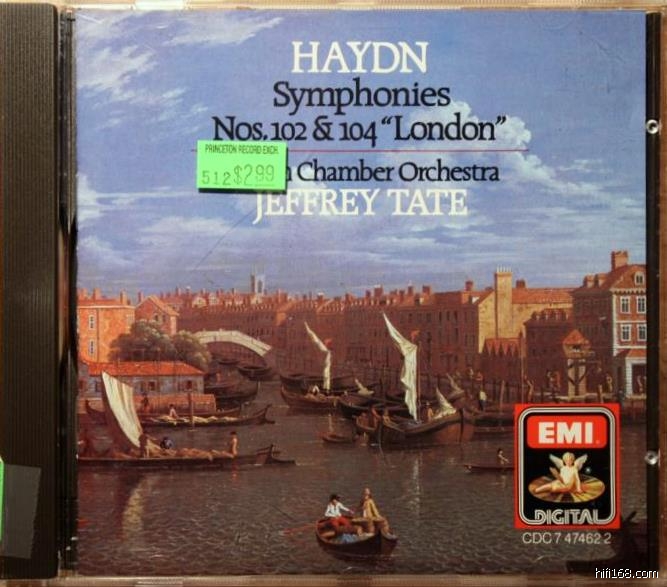 HAYDN
Symphonies
Nos. 102 & 104 “London”
PRINCETON RECORD EXCH.
512 $2.99
Chamber Orchestra
JEFFREY TATE
EMI
DIGITAL
CDC 7 47462 2
hifi168.com